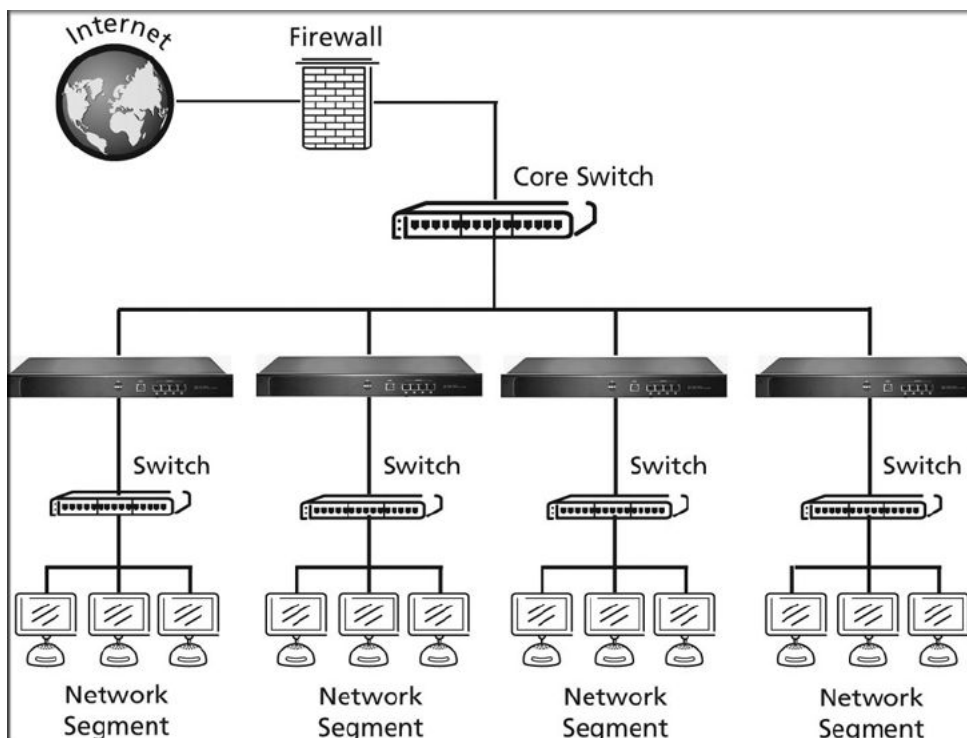 Internet
Firewall
Core Switch
Switch
Switch
Switch
Switch
Network
Segment
Network
Segment
Network
Segment
Network
Segment